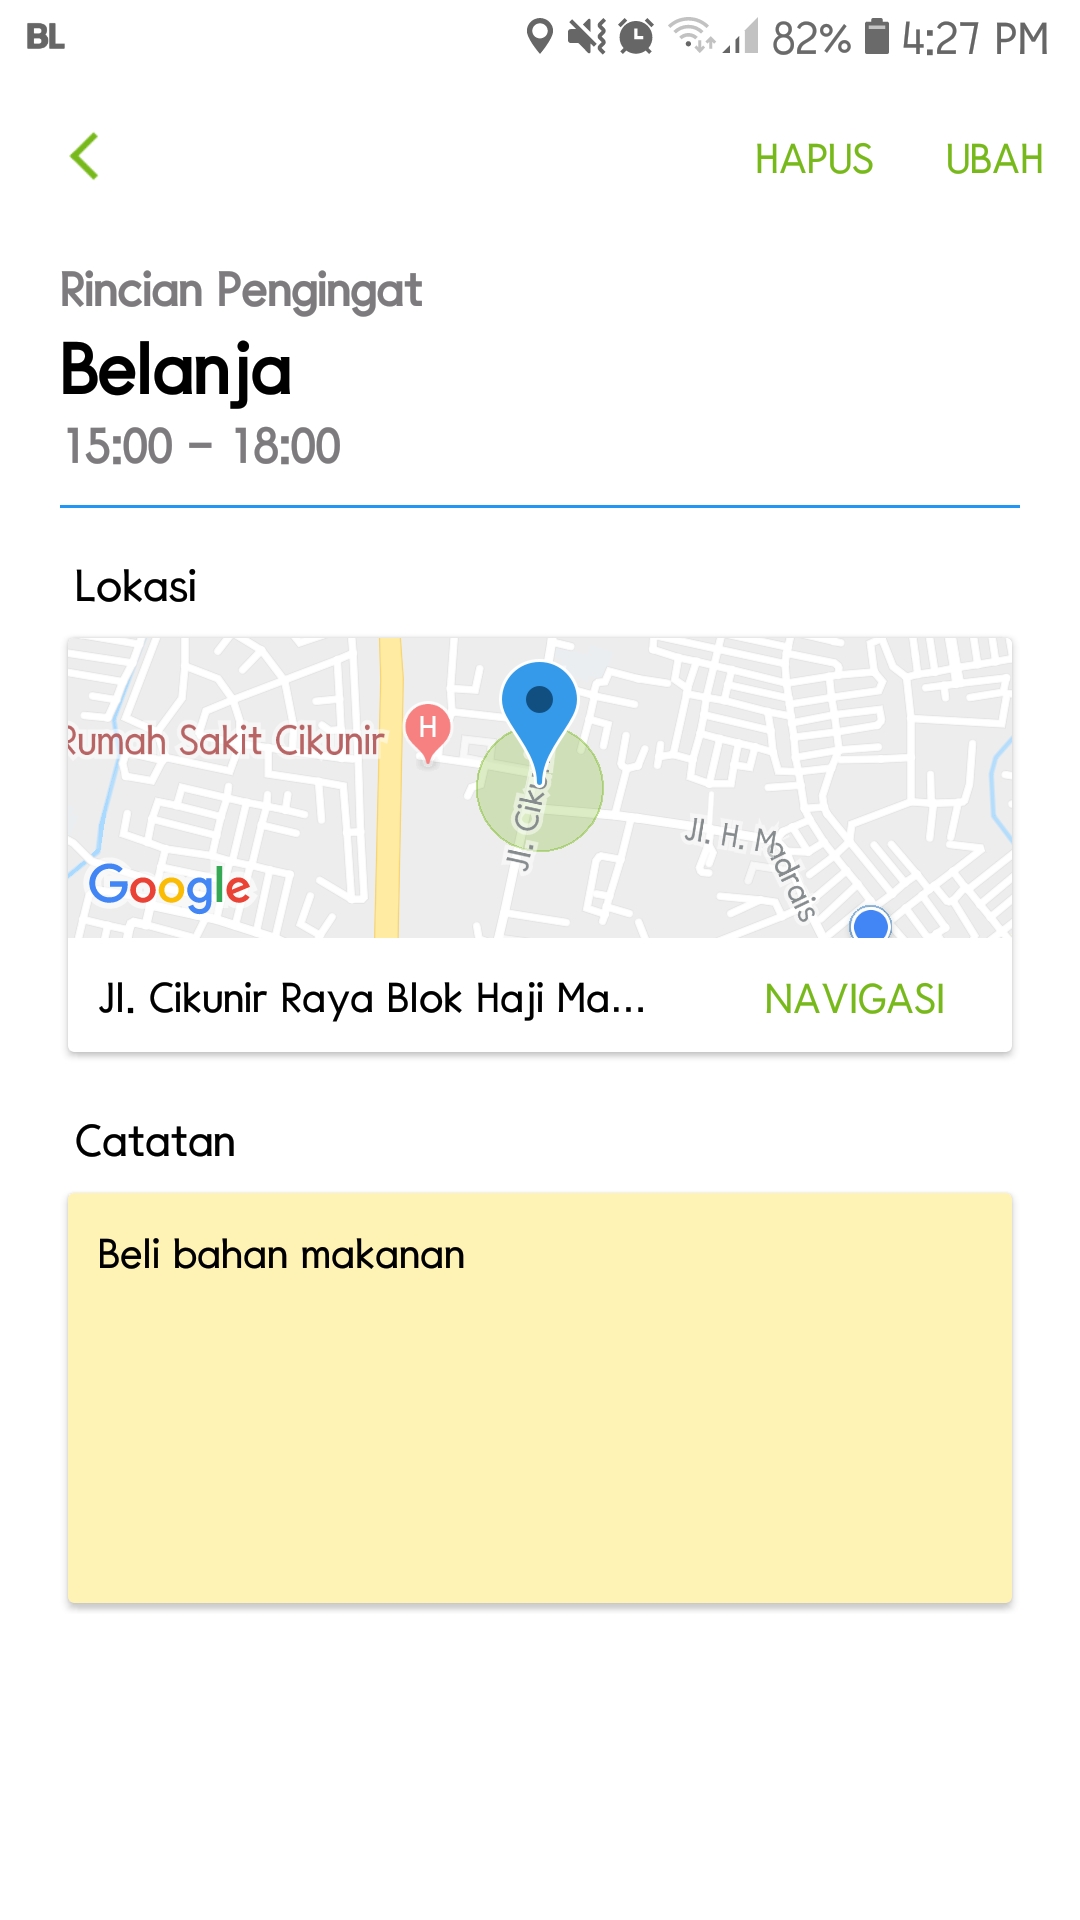 BL 82% 4:27 PM
HAPUS UBAH
Rincian Pengingat
Belanja
15:00 - 18:00
Lokasi
Rumah Sakit Cikunir
H
Jl. Ciku
Jl. H. Madrais
Google
Jl. Cikunir Raya Blok Haji Ma... NAVIGASI
Catatan
Beli bahan makanan